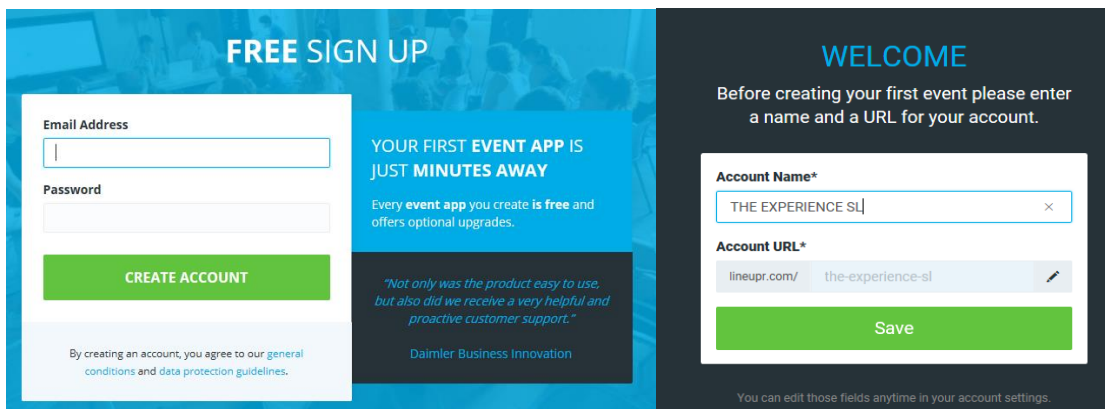 FREE SIGN UP
Email Address
Password
CREATE ACCOUNT
By creating an account, you agree to our general
conditions and data protection guidelines.
YOUR FIRST EVENT APP IS
JUST MINUTES AWAY
Every event app you create is free and
offers optional upgrades.
“Not only was the product easy to use,
but also did we receive a very helpful and
proactive customer support.”
Daimler Business Innovation
WELCOME
Before creating your first event please enter
a name and a URL for your account.
Account Name*
THE EXPERIENCE SL
Account URL*
lineupr.com/ the-experience-sl
Save
You can edit those fields anytime in your account settings.